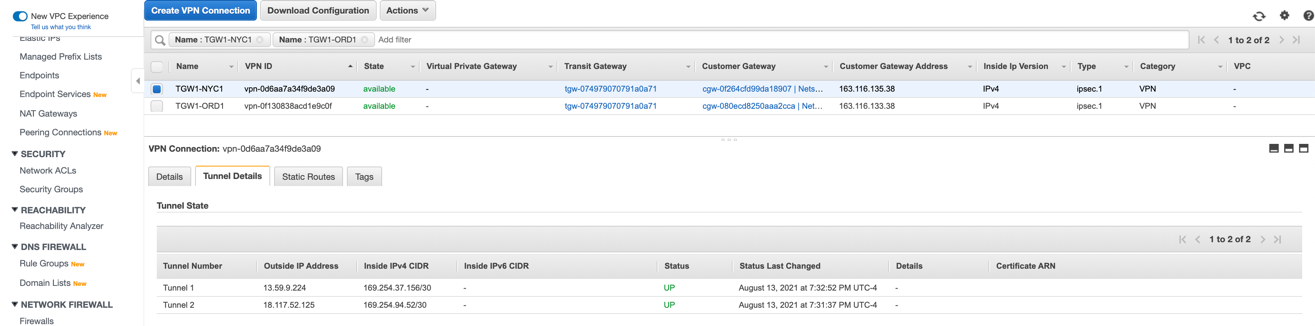 New VPC Experience
Tell us what you think
Elastic IPs
Managed Prefix Lists
Endpoints
Endpoint Services New
NAT Gateways
Peering Connections New
SECURITY
Network ACLs
Security Groups
REACHABILITY
Reachability Analyzer
DNS FIREWALL
Rule Groups New
Domain Lists New
NETWORK FIREWALL
Firewalls
Create VPN Connection Download Configuration Actions
Name : TGW1-NYC1 Name : TGW1-ORD1 Add filter 1 to 2 of 2
Name VPN ID State Virtual Private Gateway Transit Gateway Customer Gateway Customer Gateway Address Inside Ip Version Type Category VPC
TGW1-NYC1 vpn-0d6aa7a34f9de3a09 available - tgw-074979070791a0a71 cgw-0f264cfd99da18907 | Nets... 163.116.135.38 IPv4 ipsec.1 VPN -
TGW1-ORD1 vpn-0f130838acd1e9c0f available - tgw-074979070791a0a71 cgw-080ecd8250aaa2cca | Net... 163.116.133.38 IPv4 ipsec.1 VPN -
VPN Connection: vpn-0d6aa7a34f9de3a09
Details Tunnel Details Static Routes Tags
Tunnel State
1 to 2 of 2
Tunnel Number Outside IP Address Inside IPv4 CIDR Inside IPv6 CIDR Status Status Last Changed Details Certificate ARN
Tunnel 1 13.59.9.224 169.254.37.156/30 - UP August 13, 2021 at 7:32:52 PM UTC-4 -
Tunnel 2 18.117.52.125 169.254.94.52/30 - UP August 13, 2021 at 7:31:37 PM UTC-4 -